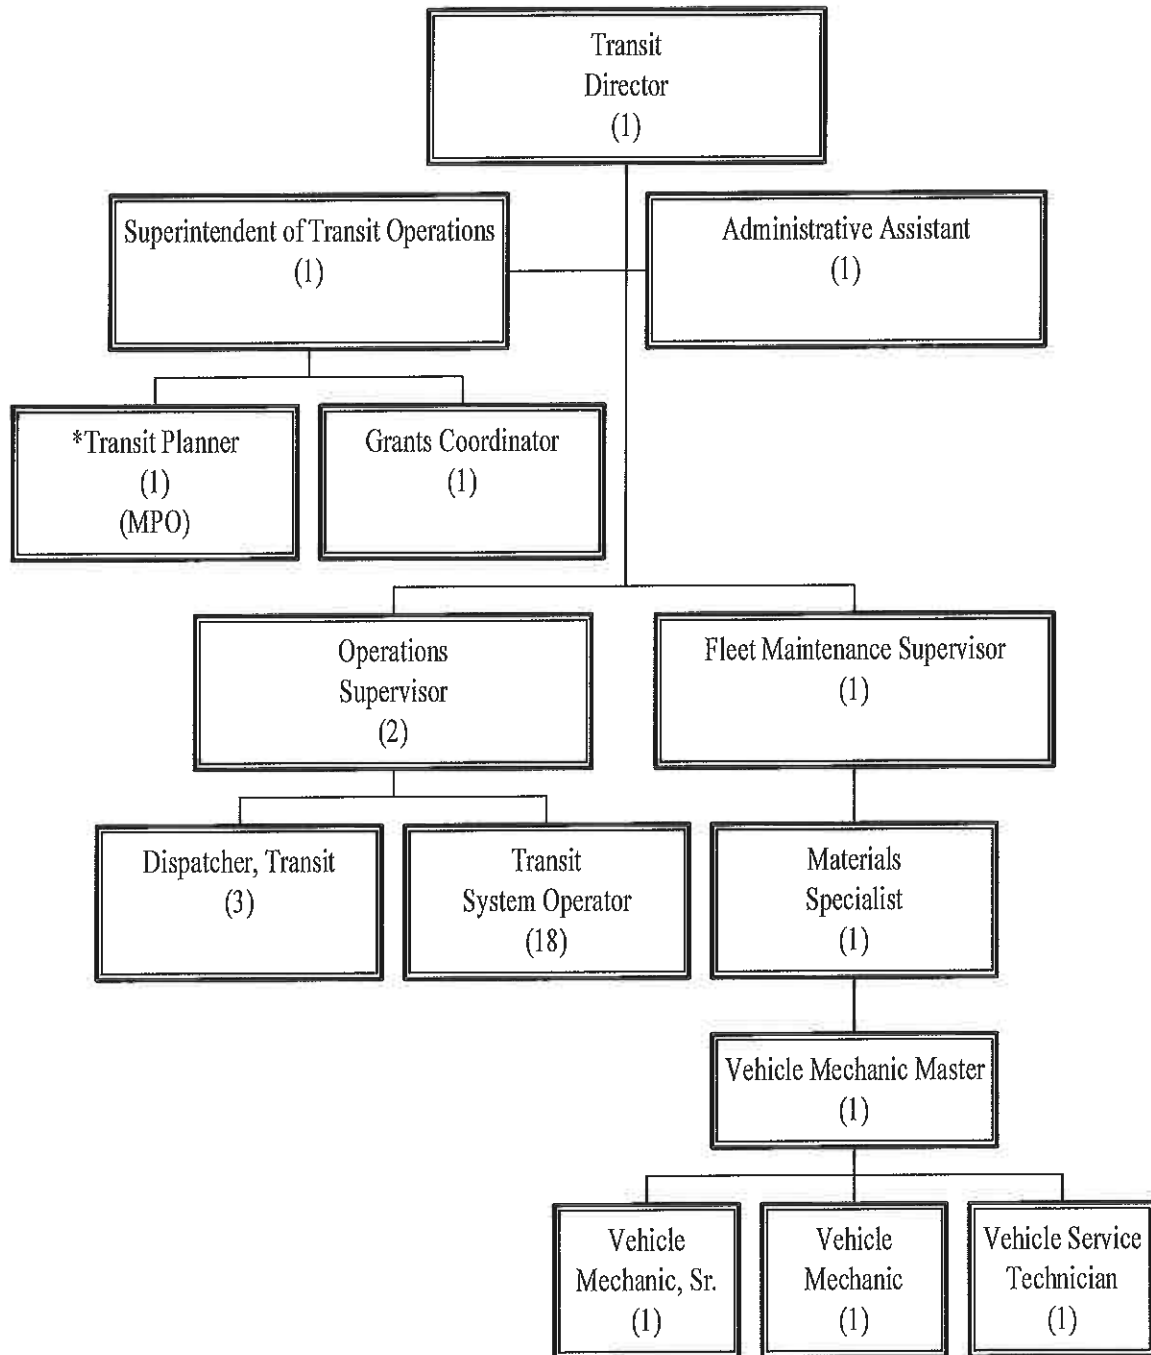 Transit
Director
(1)
Superintendent of Transit Operations
(1)
Administrative Assistant
(1)
*Transit Planner
(1)
(MPO)
Grants Coordinator
(1)
Operations
Supervisor
(2)
Fleet Maintenance Supervisor
(1)
Dispatcher, Transit
(3)
Transit
System Operator
(18)
Materials
Specialist
(1)
Vehicle Mechanic Master
(1)
Vehicle
Mechanic, Sr.
(1)
Vehicle
Mechanic
(1)
Vehicle Service
Technician
(1)